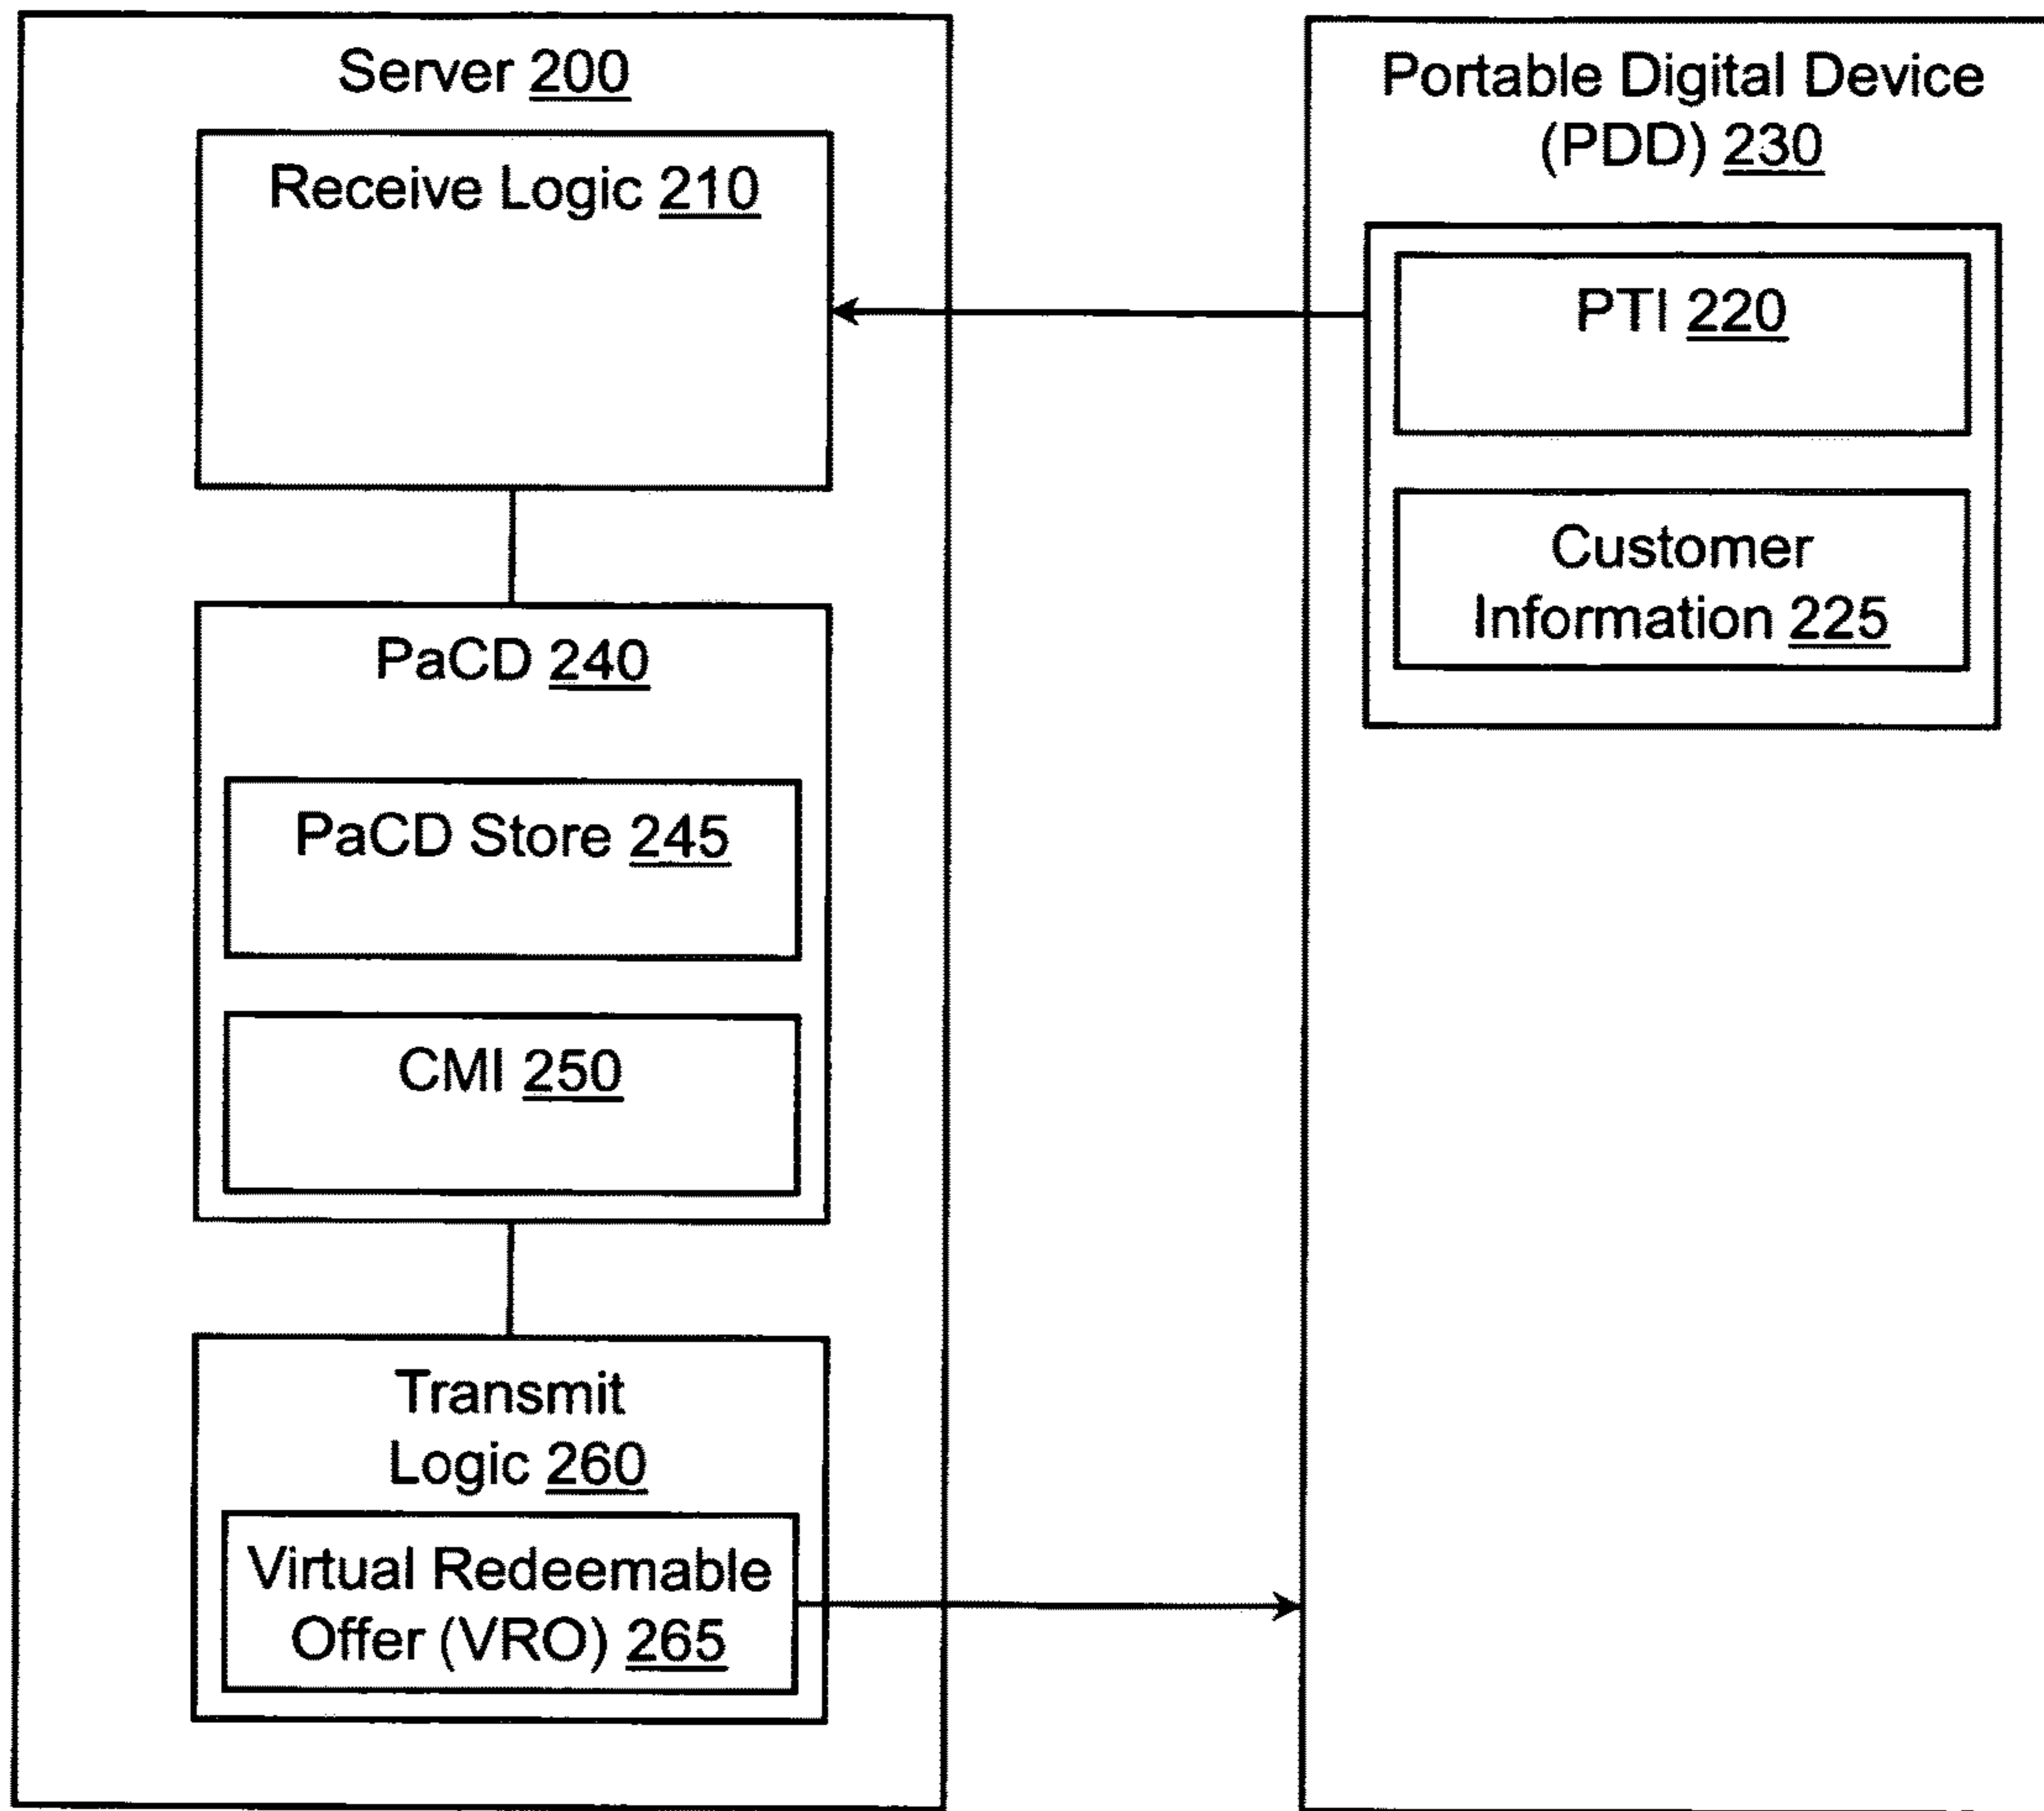 Server 200
Receive Logic 210
PaCD 240
PaCD Store 245
CMI 250
Transmit
Logic 260
Virtual Redeemable
Offer (VRO) 265
Portable Digital Device
(PDD) 230
PTI 220
Customer
Information 225